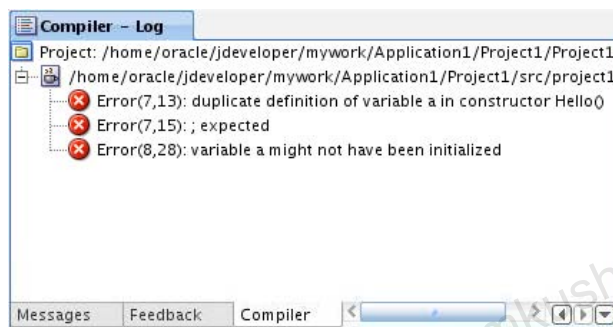 Compiler - Log
Project: /home/oracle/jdeveloper/mywork/Application1/Project1/Project1
/home/oracle/jdeveloper/mywork/Application1/Project1/src/project1
Error(7,13): duplicate definition of variable a in constructor Hello()
Error(7,15): ; expected
Error(8,28): variable a might not have been initialized
Messages Feedback Compiler